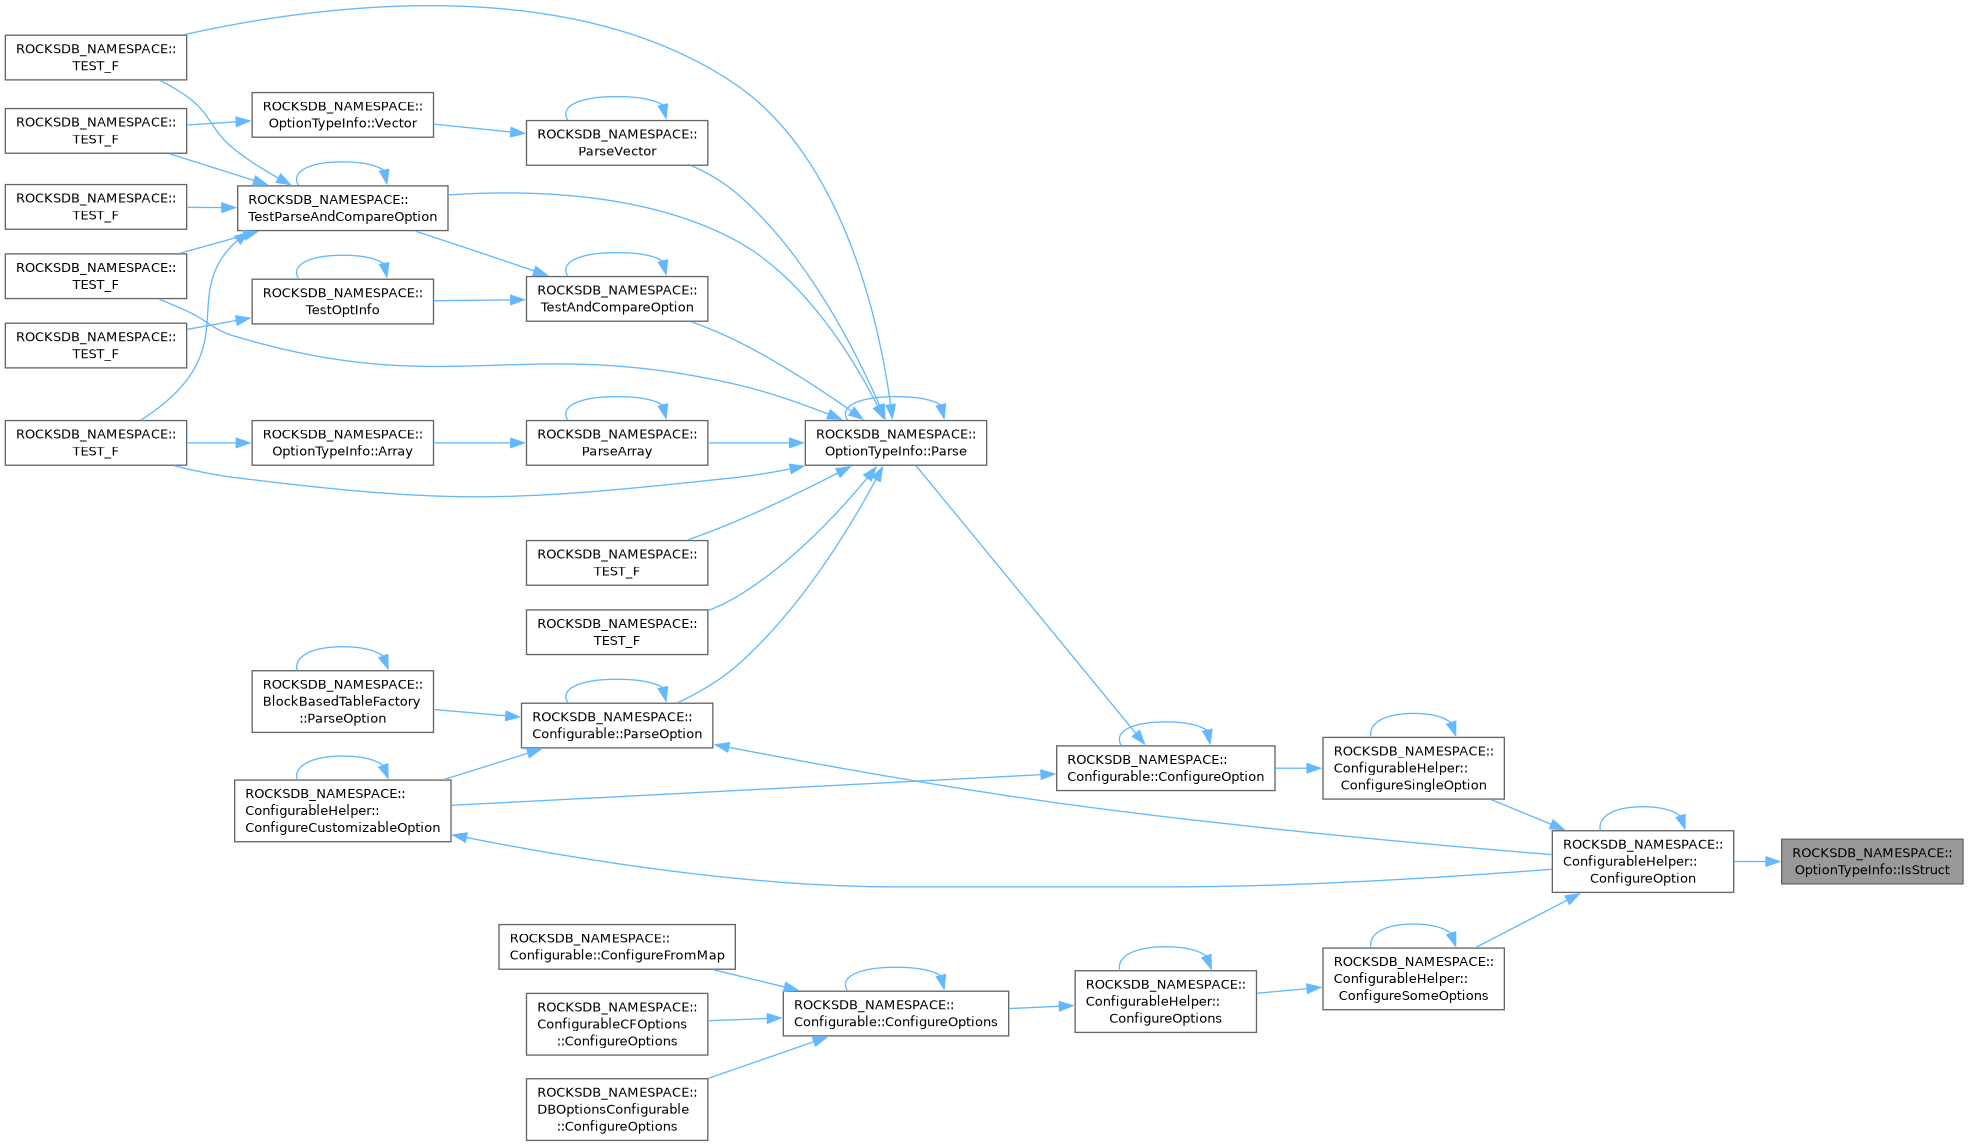 ROCKSDB_NAMESPACE::
TEST_F
ROCKSDB_NAMESPACE::
TEST_F
ROCKSDB_NAMESPACE::
TEST_F
ROCKSDB_NAMESPACE::
TEST_F
ROCKSDB_NAMESPACE::
TEST_F
ROCKSDB_NAMESPACE::
TEST_F
ROCKSDB_NAMESPACE::
OptionTypeInfo::Vector
ROCKSDB_NAMESPACE::
TestParseAndCompareOption
ROCKSDB_NAMESPACE::
TestOptInfo
ROCKSDB_NAMESPACE::
OptionTypeInfo::Array
ROCKSDB_NAMESPACE::
BlockBasedTableFactory
::ParseOption
ROCKSDB_NAMESPACE::
ConfigurableHelper::
ConfigureCustomizableOption
ROCKSDB_NAMESPACE::
ParseVector
ROCKSDB_NAMESPACE::
TestAndCompareOption
ROCKSDB_NAMESPACE::
ParseArray
ROCKSDB_NAMESPACE::
TEST_F
ROCKSDB_NAMESPACE::
TEST_F
ROCKSDB_NAMESPACE::
Configurable::ParseOption
ROCKSDB_NAMESPACE::
Configurable::ConfigureFromMap
ROCKSDB_NAMESPACE::
ConfigurableCFOptions
::ConfigureOptions
ROCKSDB_NAMESPACE::
DBOptionsConfigurable
::ConfigureOptions
ROCKSDB_NAMESPACE::
OptionTypeInfo::Parse
ROCKSDB_NAMESPACE::
Configurable::ConfigureOptions
ROCKSDB_NAMESPACE::
Configurable::ConfigureOption
ROCKSDB_NAMESPACE::
ConfigurableHelper::
ConfigureOptions
ROCKSDB_NAMESPACE::
ConfigurableHelper::
ConfigureSingleOption
ROCKSDB_NAMESPACE::
ConfigurableHelper::
ConfigureSomeOptions
ROCKSDB_NAMESPACE::
ConfigurableHelper::
ConfigureOption
ROCKSDB_NAMESPACE::
OptionTypeInfo::IsStruct